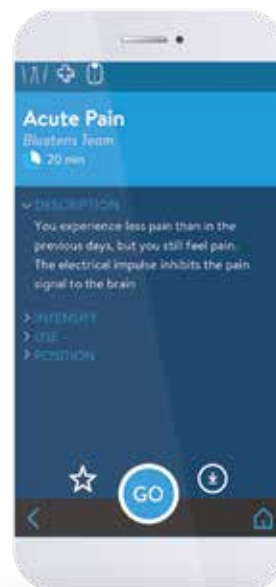 Acute Pain
Bluetens Team
20 min
DESCRIPTION
You experience less pain than in the
previous days, but you still feel pain.
The electrical impulse inhibits the pain
signal to the brain
INTENSITY
USE
POSITION
GO